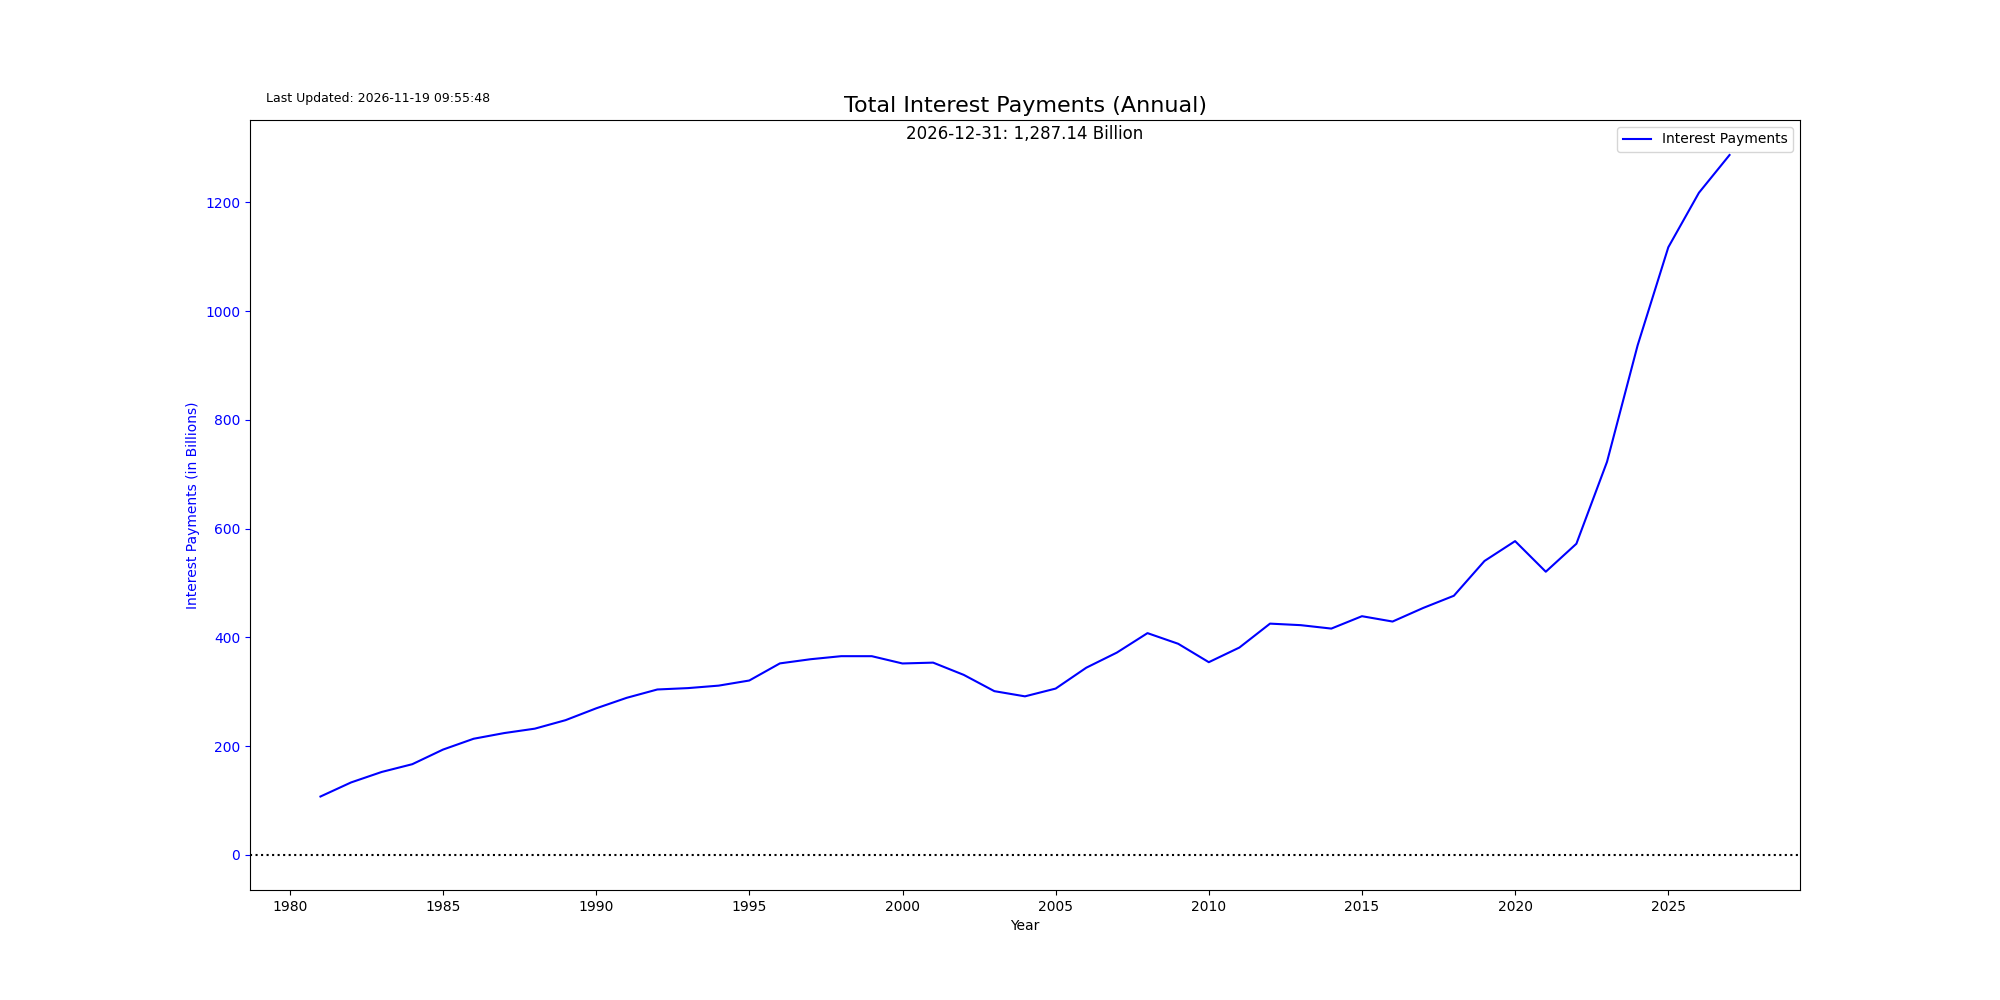 Last Updated: 2026-11-19 09:55:48
Total Interest Payments (Annual)
2026-12-31: 1,287.14 Billion
Interest Payments
Interest Payments (in Billions)
1200
1000
800
600
400
200
0
1980 1985 1990 1995 2000 2005 2010 2015 2020 2025
Year